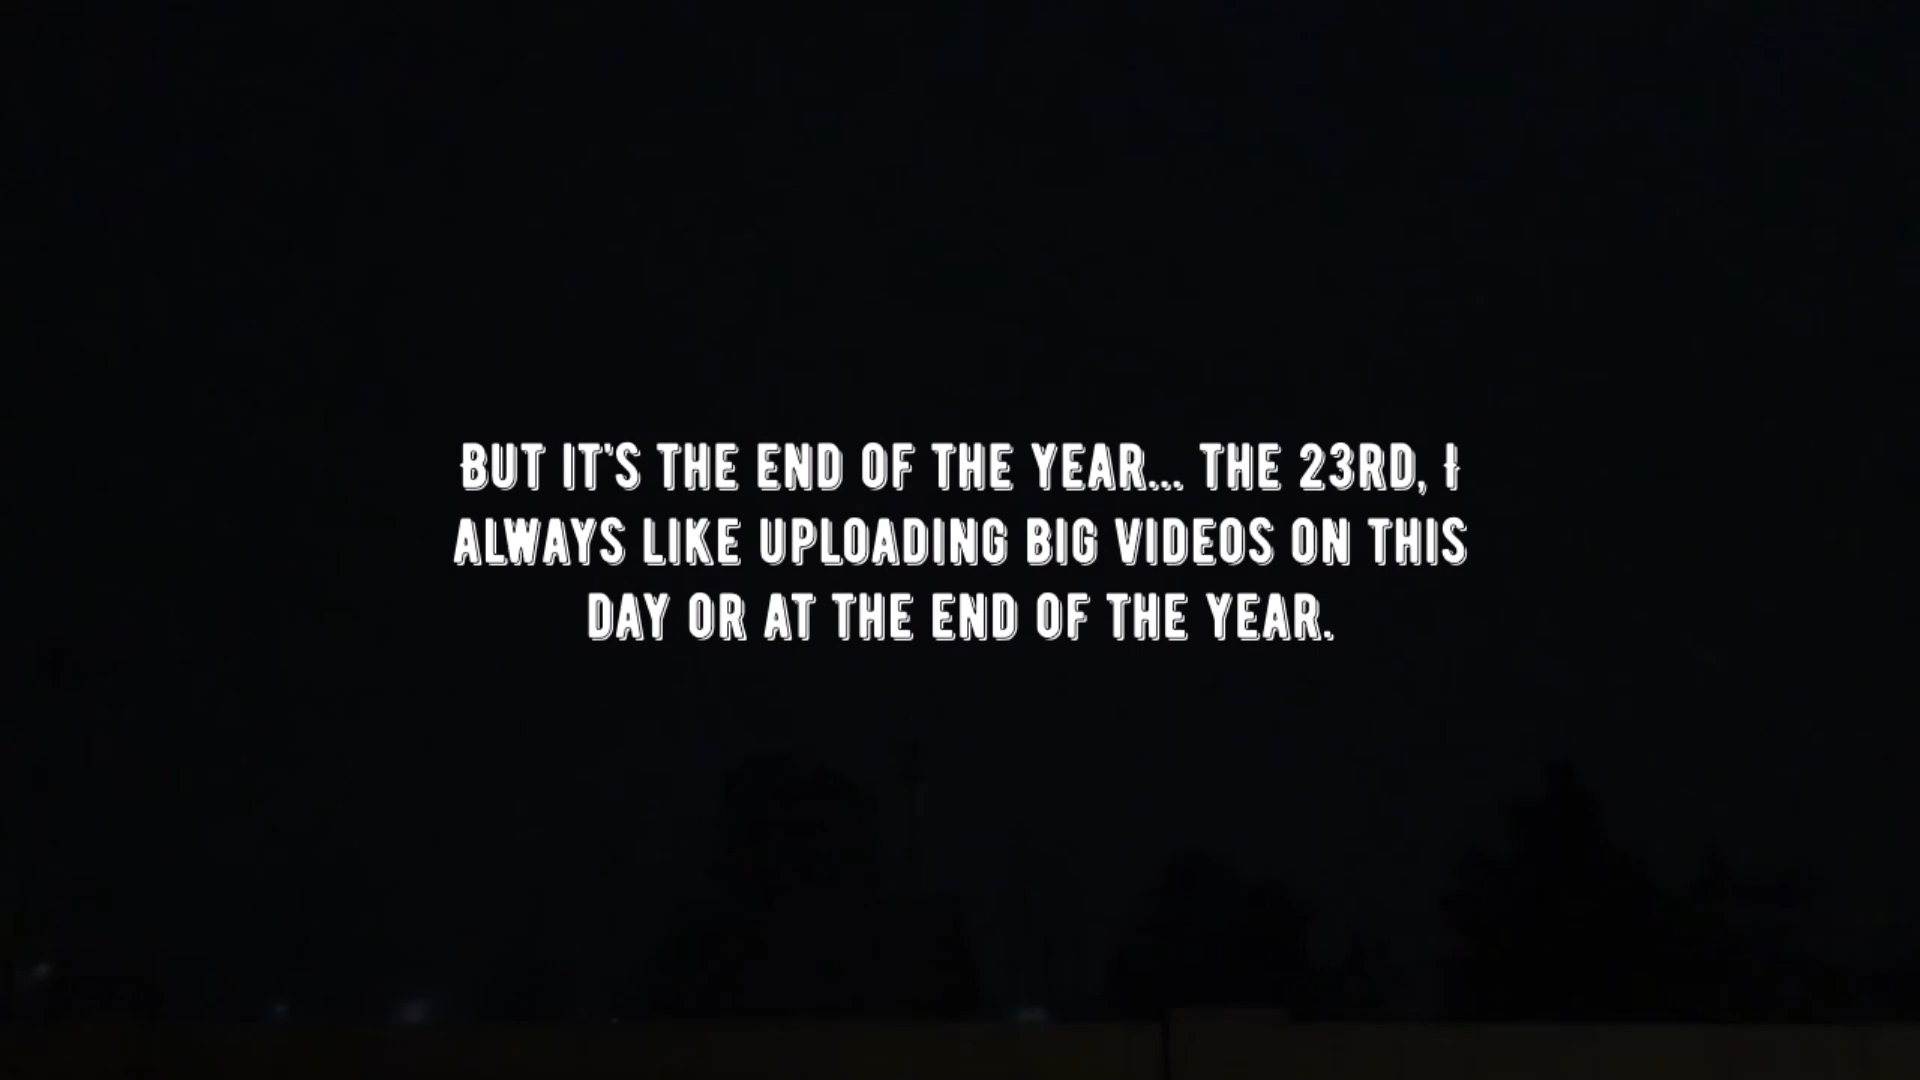 BUT IT'S THE END OF THE YEAR... THE 23RD, I
ALWAYS LIKE UPLOADING BIG VIDEOS ON THIS
DAY OR AT THE END OF THE YEAR.